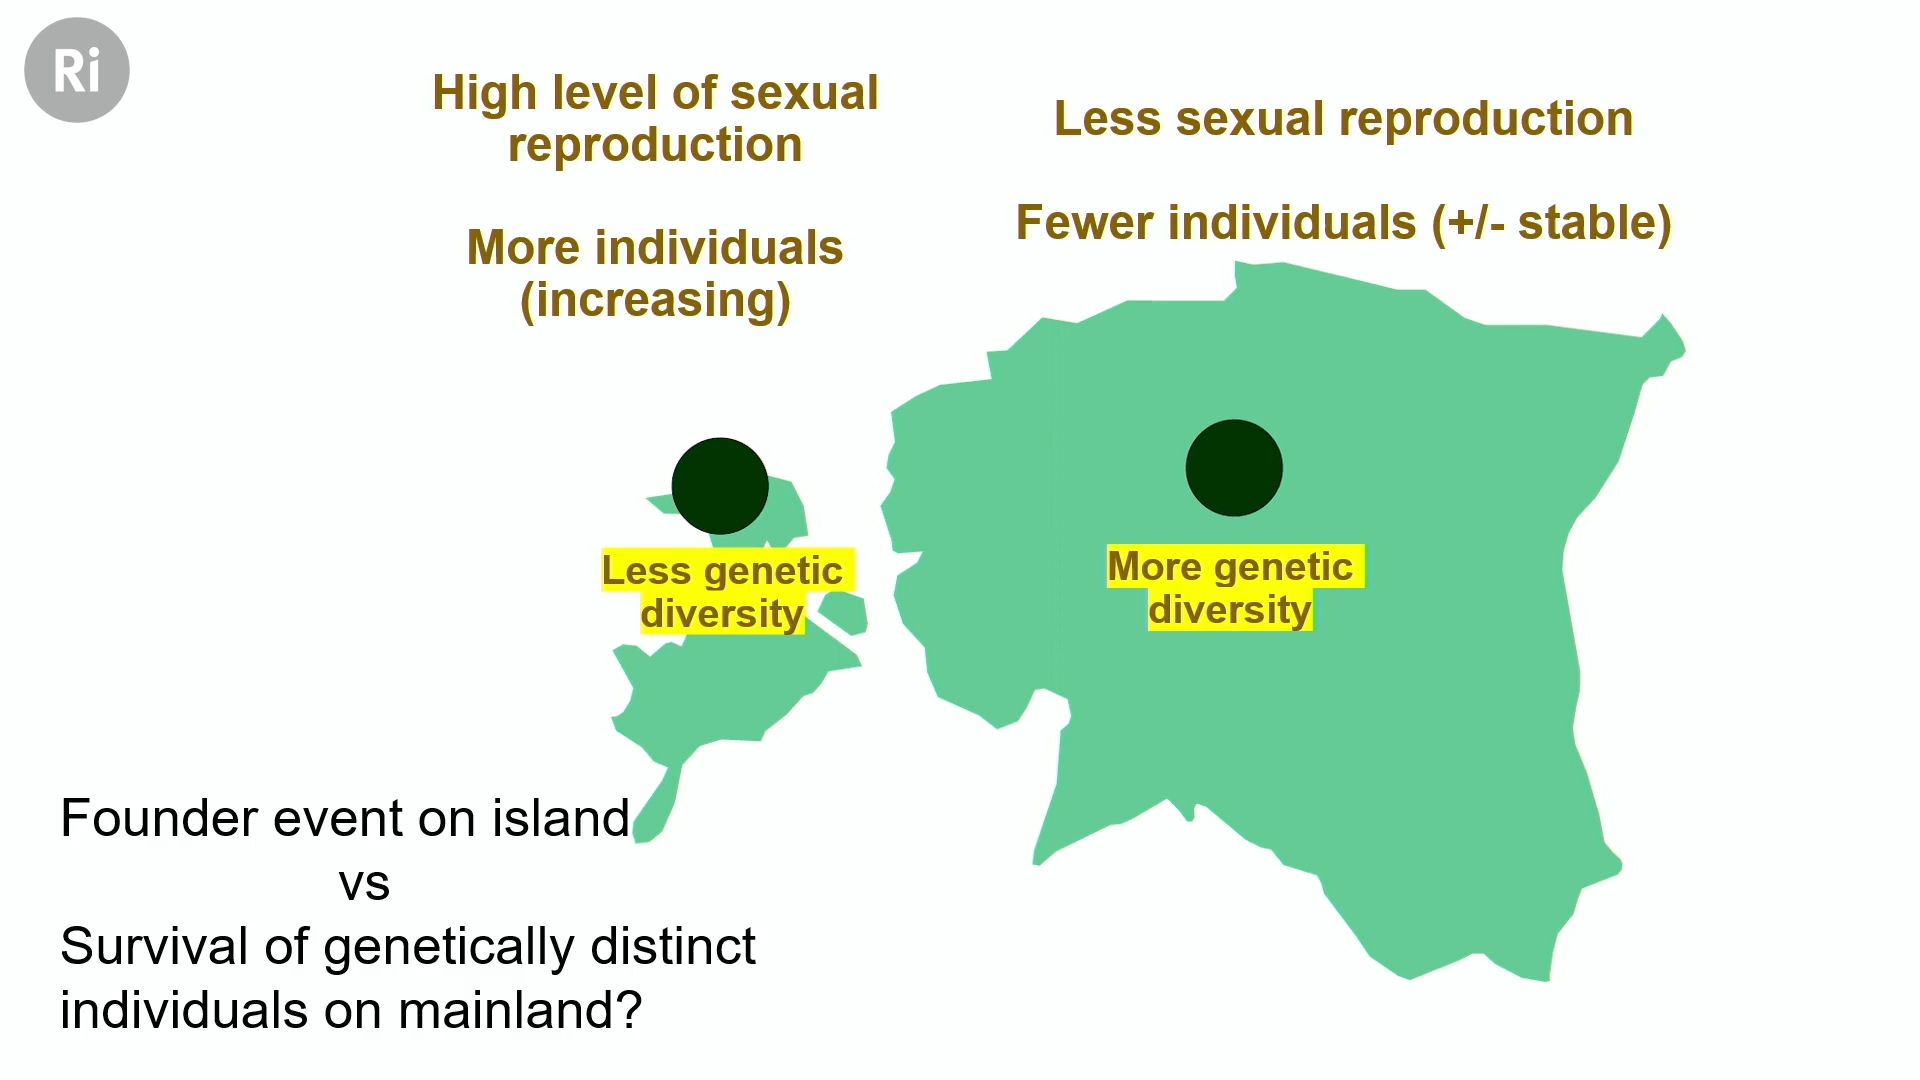 Ri
High level of sexual
reproduction
More individuals
(increasing)
Less sexual reproduction
Fewer individuals (+/- stable)
Less genetic
diversity
More genetic
diversity
Founder event on island
vs
Survival of genetically distinct
individuals on mainland?